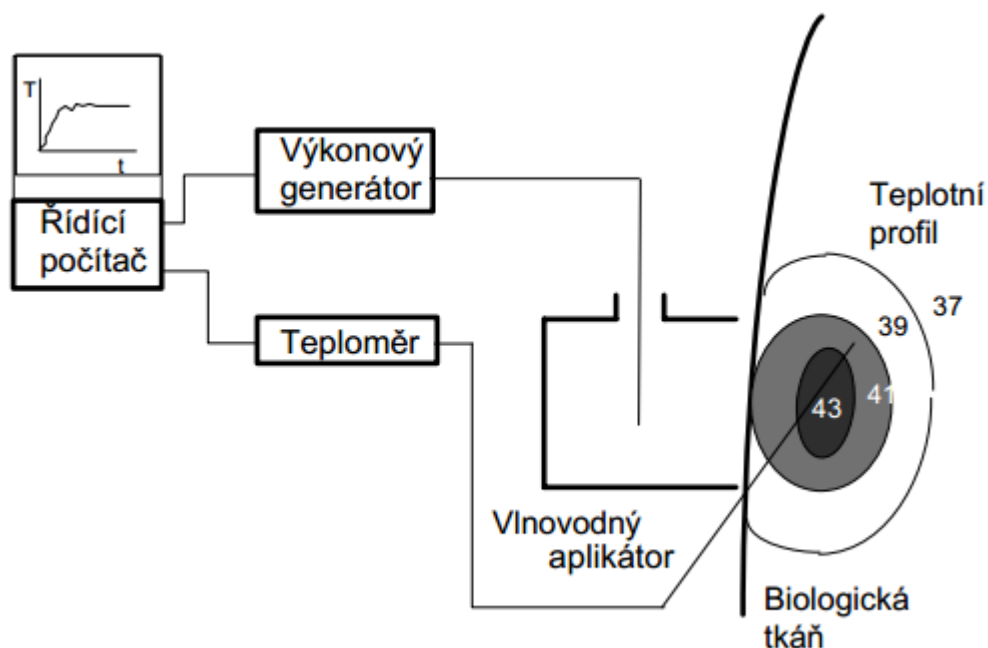 T
t
Řídící
počítač
Výkonový
generátor
Teploměr
Vlnovodný
aplikátor
Teplotní
profil
37
39
41
43
Biologická
tkáň